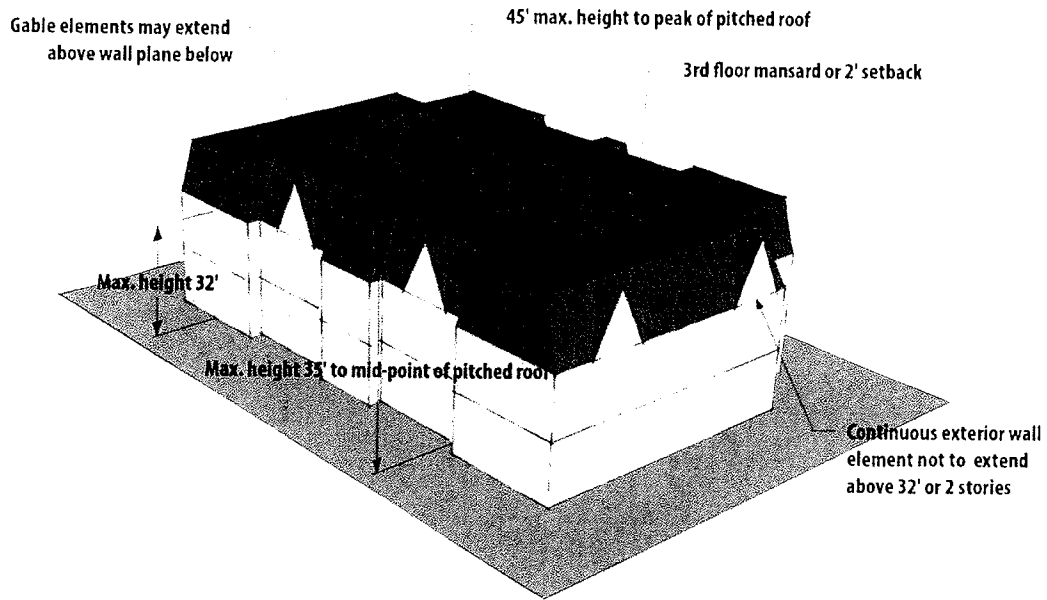 Gable elements may extend
above wall plane below
45' max. height to peak of pitched roof
3rd floor mansard or 2' setback
Max. height 32'
Max. height 35' to mid-point of pitched roof
Continuous exterior wall
element not to extend
above 32' or 2 stories